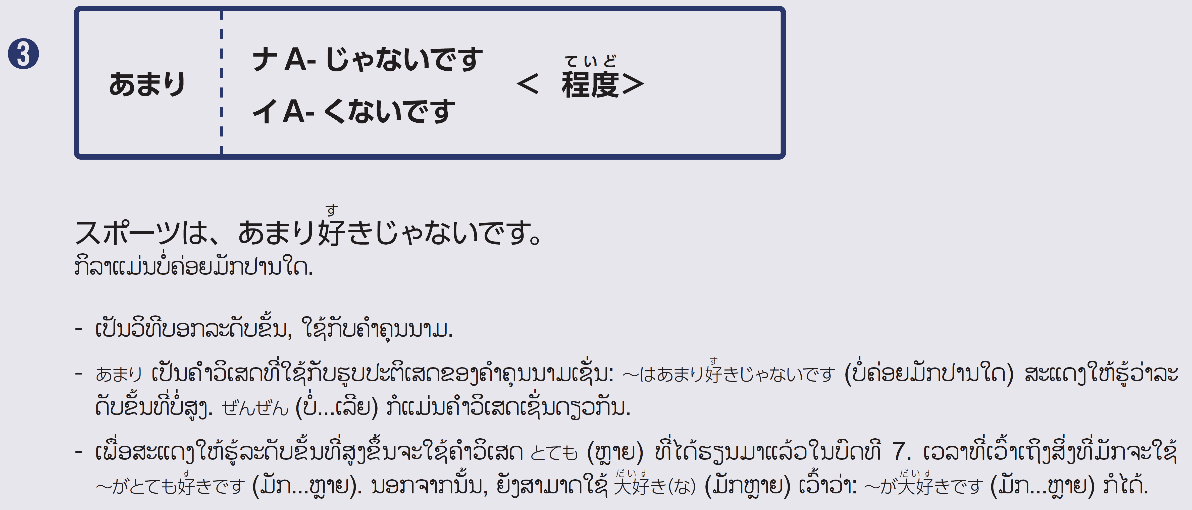 3
あまり
ナA-じゃないです
イA-くないです
<程度>
ていど
スポーツは、あまり好きじゃないです。
す
ກິລາແມ່ນບໍ່ຄ່ອຍມັກປານໃດ.
- ເປັນວິທີບອກລະດັບຂັ້ນ, ໃຊ້ກັບຄຳຄຸນນາມ.
- あまり ເປັນຄຳວິເສດທີ່ໃຊ້ກັບຮູບປະຕິເສດຂອງຄຳຄຸນນາມເຊັ່ນ: ～はあまり好きじゃないです (ບໍ່ຄ່ອຍມັກປານໃດ) ສະແດງໃຫ້ຮູ້ວ່າລະ
す
ດັບຂັ້ນທີ່ບໍ່ສູງ. ぜんぜん (ບໍ່...ເລີຍ) ກໍແມ່ນຄຳວິເສດເຊັ່ນດຽວກັນ.
- ເພື່ອສະແດງໃຫ້ຮູ້ລະດັບຂັ້ນທີ່ສູງຂຶ້ນຈະໃຊ້ຄຳວິເສດ とても (ຫຼາຍ) ທີ່ໄດ້ຮຽນມາແລ້ວໃນບົດທີ 7. ເວລາທີ່ເວົ້າເຖິງສິ່ງທີ່ມັກຈະໃຊ້
～がとても好きです (ມັກ...ຫຼາຍ). ນອກຈາກນັ້ນ, ຍັງສາມາດໃຊ້ 大好き(な) (ມັກຫຼາຍ) ເວົ້າວ່າ: ～が大好きです (ມັກ...ຫຼາຍ) ກໍໄດ້.
す だいす だいす